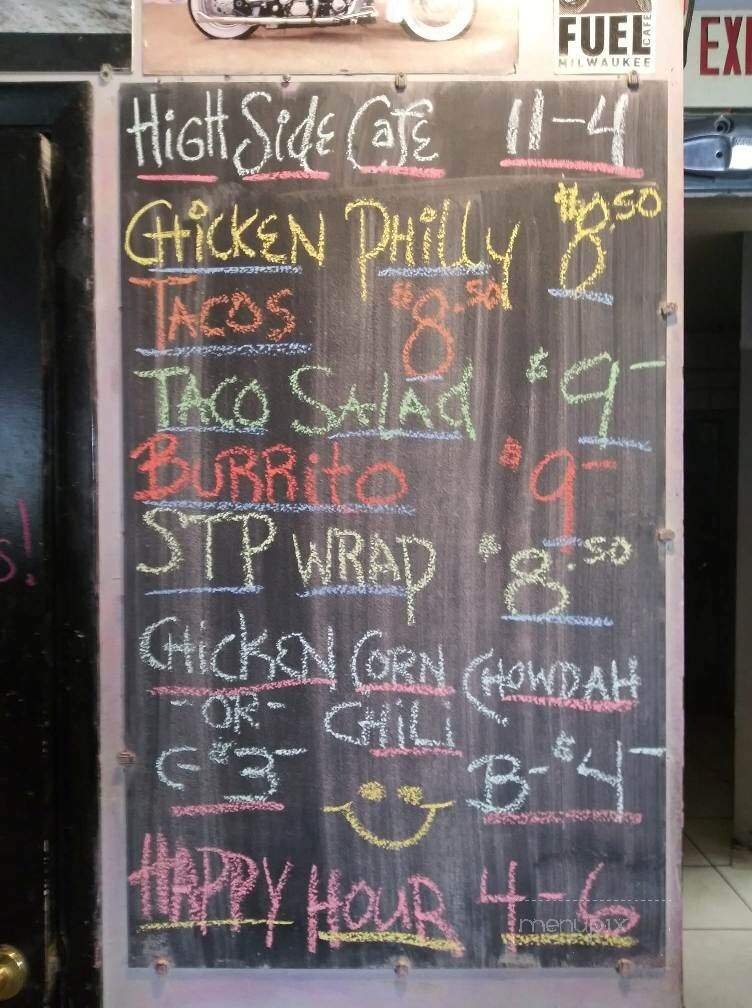 FUEL CAFE
MILWAUKEE
EXI
HIGH SIDE CAFE 11-4
CHICKEN PHILLY $8.50
TACOS $8.50
TACO SALAD $9-
BURRITO $9-
STP WRAP $8.50
CHICKEN CORN CHOWDAH
-OR- CHILI
C-$3- B-$4-
HAPPY HOUR 4-6
menupix
s!